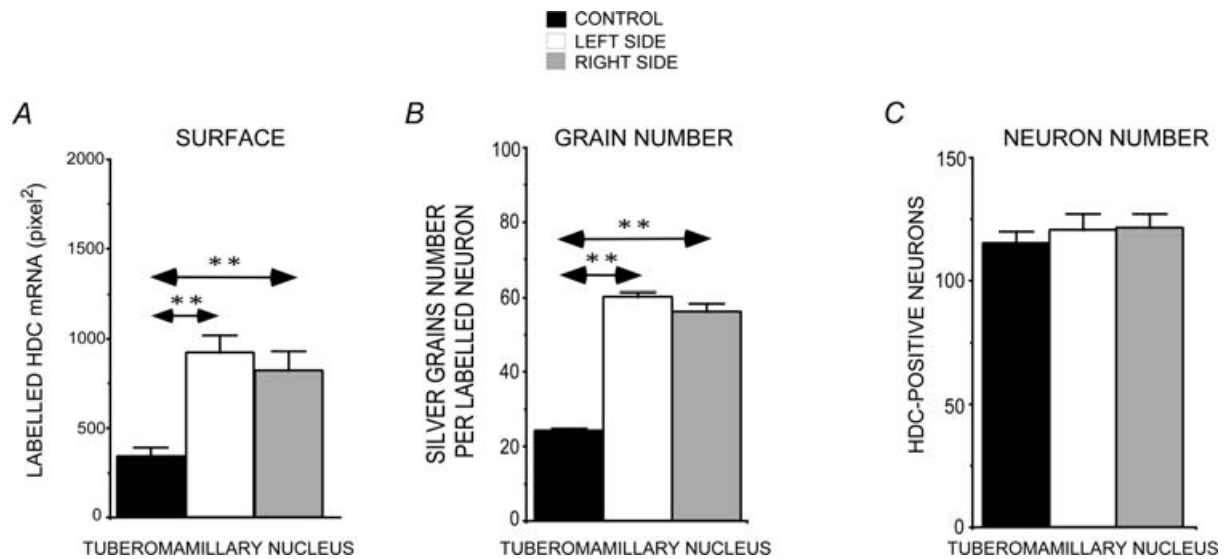 CONTROL
LEFT SIDE
RIGHT SIDE
A
SURFACE
LABELLED HDC mRNA (pixel²)
2000
1500
1000
500
0
**
**
TUBEROMAMILLARY NUCLEUS
B
GRAIN NUMBER
SILVER GRAINS NUMBER
PER LABELLED NEURON
100
80
60
40
20
0
**
**
TUBEROMAMILLARY NUCLEUS
C
NEURON NUMBER
HDC-POSITIVE NEURONS
150
100
50
0
TUBEROMAMILLARY NUCLEUS